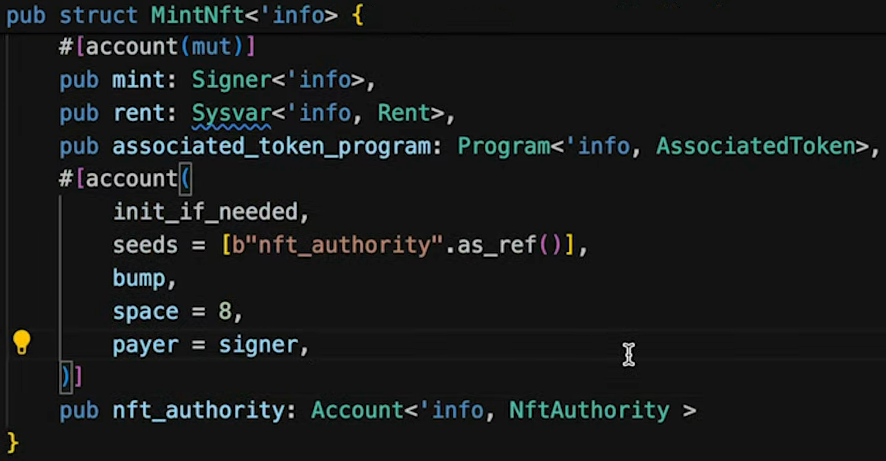 pub struct MintNft<'info> {
    #[account(mut)]
    pub mint: Signer<'info>,
    pub rent: Sysvar<'info, Rent>,
    pub associated_token_program: Program<'info, AssociatedToken>,
    #[account(
        init_if_needed,
        seeds = [b"nft_authority".as_ref()],
        bump,
        space = 8,
        payer = signer,
    )]
    pub nft_authority: Account<'info, NftAuthority >
}